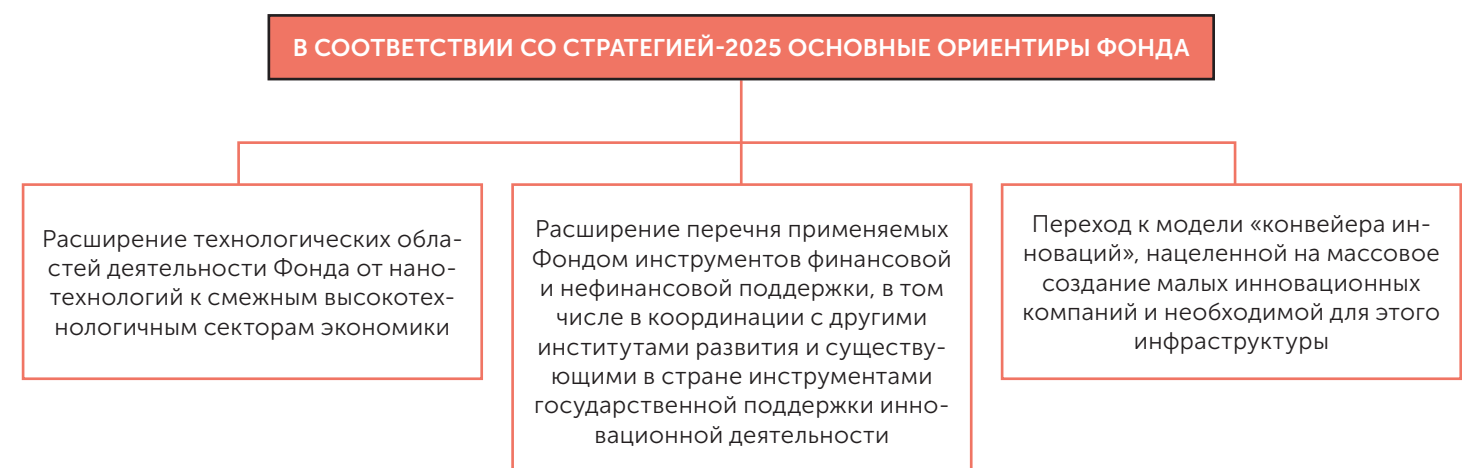 В СООТВЕТСТВИИ СО СТРАТЕГИЕЙ-2025 ОСНОВНЫЕ ОРИЕНТИРЫ ФОНДА
Расширение технологических обла-
стей деятельности Фонда от нано-
технологий к смежным высокотех-
нологичным секторам экономики
Расширение перечня применяемых
Фондом инструментов финансовой
и нефинансовой поддержки, в том
числе в координации с другими
институтами развития и существу-
ющими в стране инструментами
государственной поддержки инно-
вационной деятельности
Переход к модели «конвейера ин-
новаций», нацеленной на массовое
создание малых инновационных
компаний и необходимой для этого
инфраструктуры